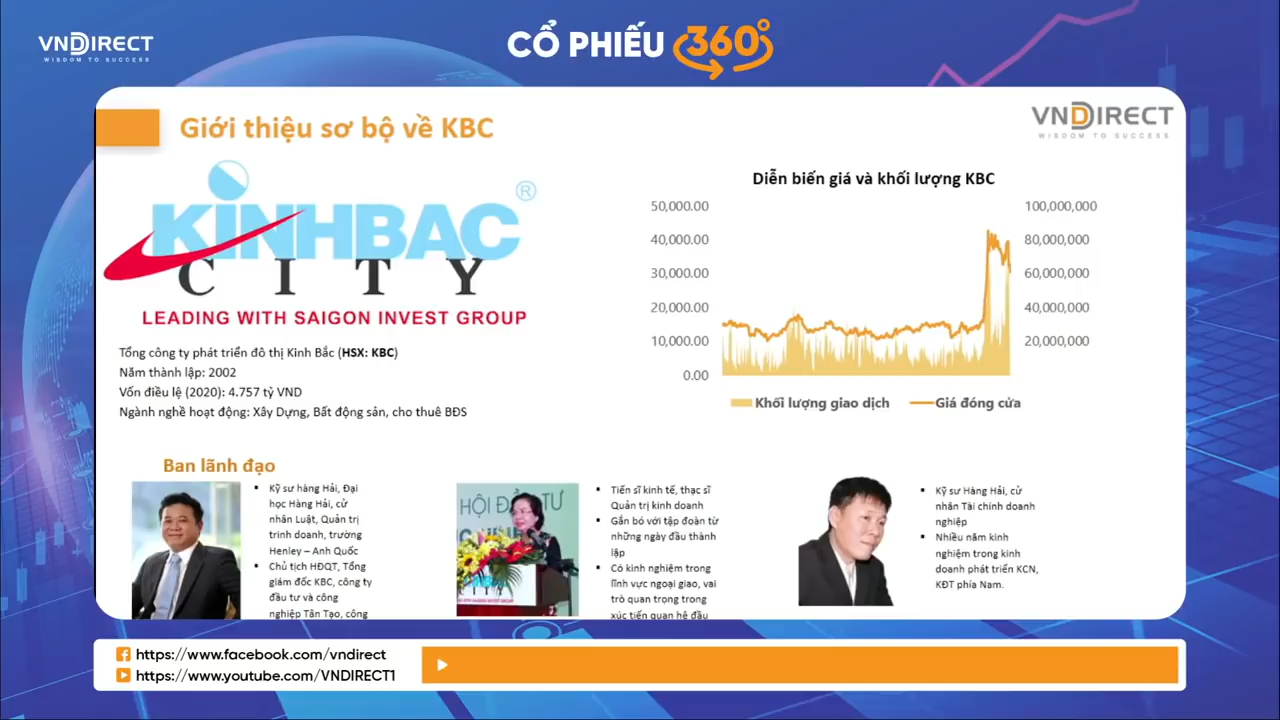 VNDIRECT
WISDOM TO SUCCESS
CỔ PHIẾU 360°
Giới thiệu sơ bộ về KBC
VNDIRECT
WISDOM TO SUCCESS
KINHBAC ®
CITY
LEADING WITH SAIGON INVEST GROUP
Tổng công ty phát triển đô thị Kinh Bắc (HSX: KBC)
Năm thành lập: 2002
Vốn điều lệ (2020): 4.757 tỷ VND
Ngành nghề hoạt động: Xây Dựng, Bất động sản, cho thuê BĐS
Diễn biến giá và khối lượng KBC
50,000.00
40,000.00
30,000.00
20,000.00
10,000.00
0.00
100,000,000
80,000,000
60,000,000
40,000,000
20,000,000
Khối lượng giao dịch
Giá đóng cửa
Ban lãnh đạo
▪ Kỹ sư hàng Hải, Đại
học Hàng Hải, cử
nhân Luật, Quản trị
trinh doanh, trường
Henley – Anh Quốc
▪ Chủ tịch HĐQT, Tổng
giám đốc KBC, công ty
đầu tư và công
nghiệp Tân Tạo, công
HỘI ĐẦU TƯ
▪ Tiến sĩ kinh tế, thạc sĩ
Quản trị kinh doanh
▪ Gắn bó với tập đoàn từ
những ngày đầu thành
lập
▪ Có kinh nghiệm trong
lĩnh vực ngoại giao, vai
trò quan trọng trong
xúc tiến quan hệ đầu
▪ Kỹ sư Hàng Hải, cử
nhân Tài chính doanh
nghiệp
▪ Nhiều năm kinh
nghiệm trong kinh
doanh phát triển KCN,
KĐT phía Nam.
https://www.facebook.com/vndirect
https://www.youtube.com/VNDIRECT1